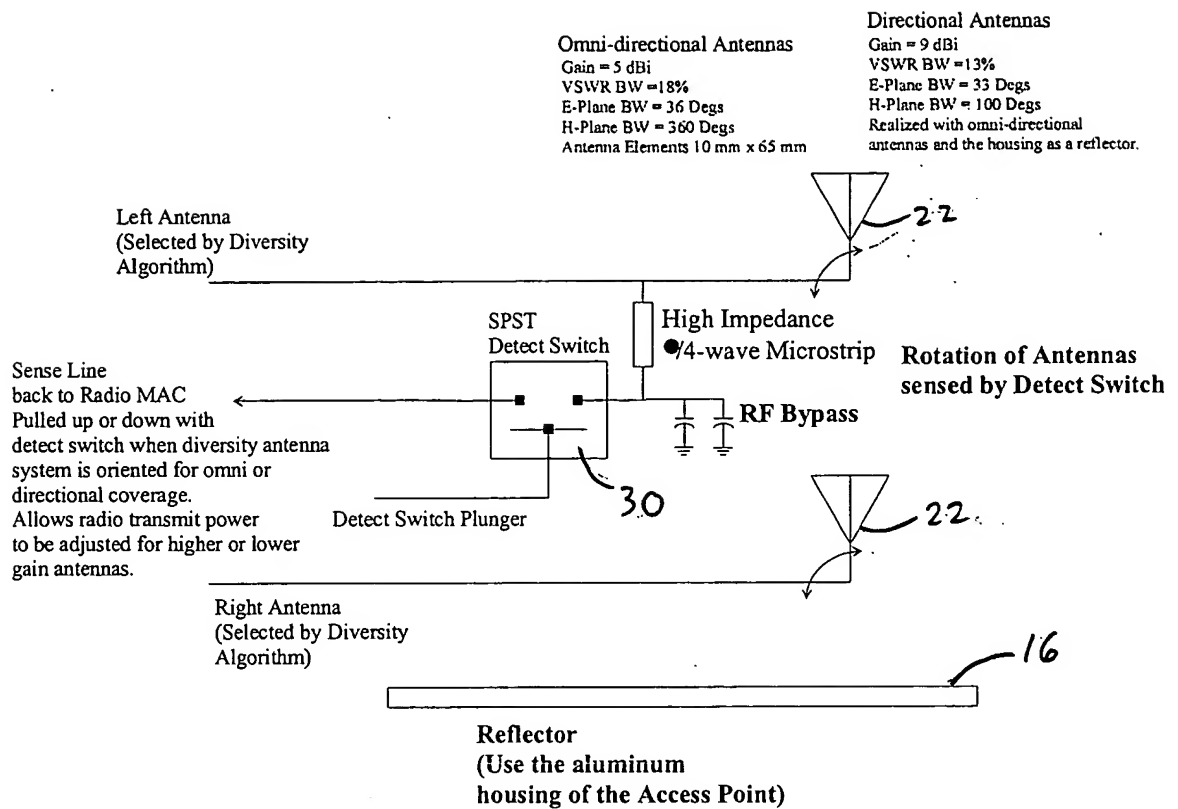 Omni-directional Antennas
Gain = 5 dBi
VSWR BW =18%
E-Plane BW = 36 Degs
H-Plane BW = 360 Degs
Antenna Elements 10 mm x 65 mm
Directional Antennas
Gain = 9 dBi
VSWR BW =13%
E-Plane BW = 33 Degs
H-Plane BW = 100 Degs
Realized with omni-directional
antennas and the housing as a reflector.
Left Antenna
(Selected by Diversity
Algorithm)
22
SPST
Detect Switch
High Impedance
/4-wave Microstrip
Rotation of Antennas
sensed by Detect Switch
Sense Line
back to Radio MAC
Pulled up or down with
detect switch when diversity antenna
system is oriented for omni or
directional coverage.
Allows radio transmit power
to be adjusted for higher or lower
gain antennas.
RF Bypass
30
Detect Switch Plunger
22
Right Antenna
(Selected by Diversity
Algorithm)
16
Reflector
(Use the aluminum
housing of the Access Point)